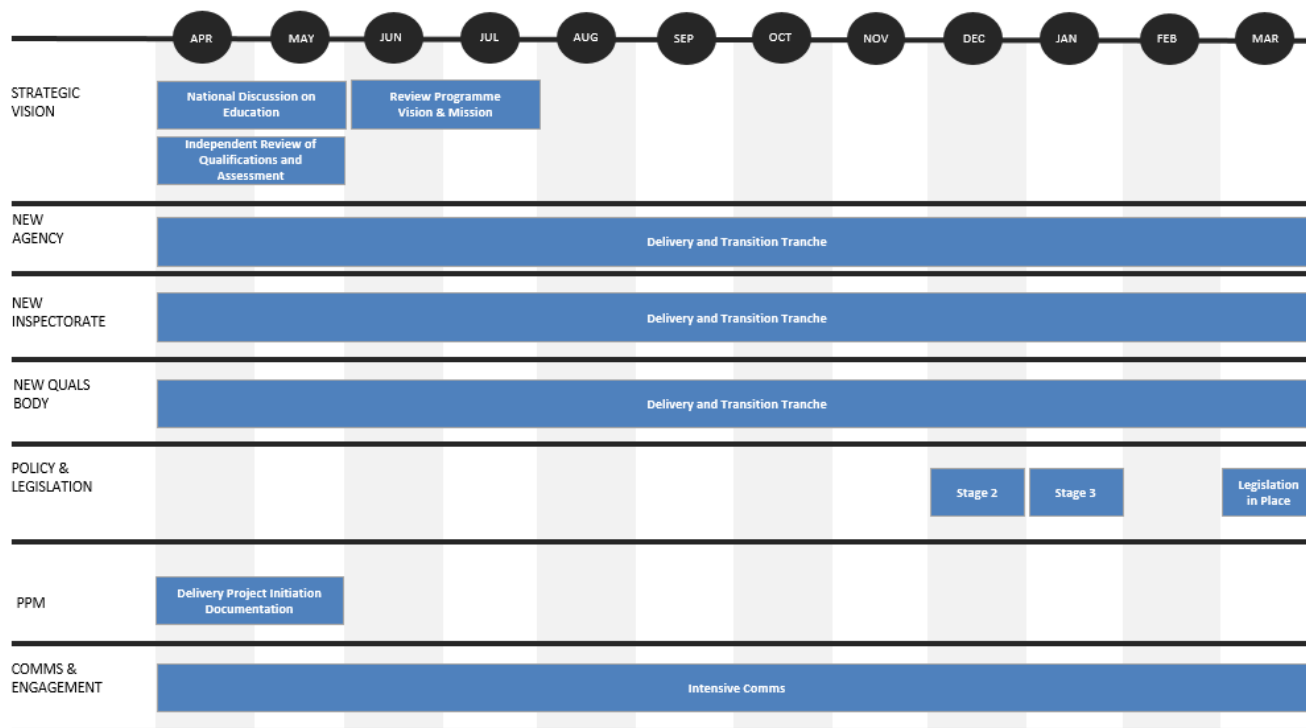 APR MAY JUN JUL AUG SEP OCT NOV DEC JAN FEB MAR
STRATEGIC
VISION
National Discussion on
Education
Review Programme
Vision & Mission
Independent Review of
Qualifications and
Assessment
NEW
AGENCY
Delivery and Transition Tranche
NEW
INSPECTORATE
Delivery and Transition Tranche
NEW QUALS
BODY
Delivery and Transition Tranche
POLICY &
LEGISLATION
Stage 2
Stage 3
Legislation
in Place
PPM
Delivery Project Initiation
Documentation
COMMS &
ENGAGEMENT
Intensive Comms